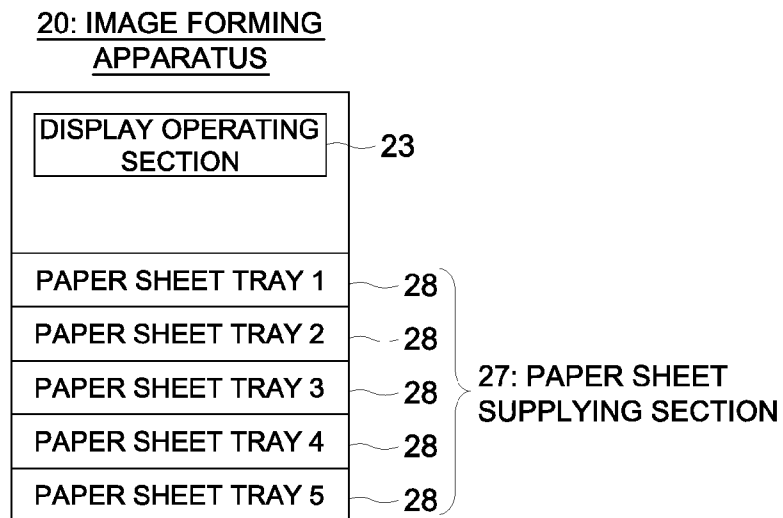 20: IMAGE FORMING
APPARATUS
DISPLAY OPERATING
SECTION
23
PAPER SHEET TRAY 1
28
PAPER SHEET TRAY 2
28
PAPER SHEET TRAY 3
28
27: PAPER SHEET
SUPPLYING SECTION
PAPER SHEET TRAY 4
28
PAPER SHEET TRAY 5
28